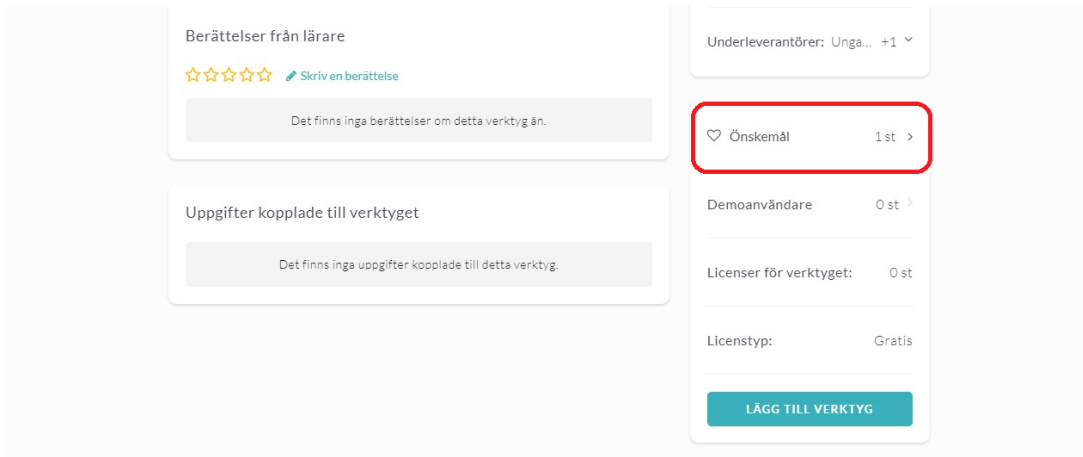 Berättelser från lärare
Skriv en berättelse
Det finns inga berättelser om detta verktyg än.
Uppgifter kopplade till verktyget
Det finns inga uppgifter kopplade till detta verktyg.
Underleverantörer: Unga... +1
Önskemål 1 st
Demoanvändare 0 st
Licenser för verktyget: 0 st
Licenstyp: Gratis
LÄGG TILL VERKTYG